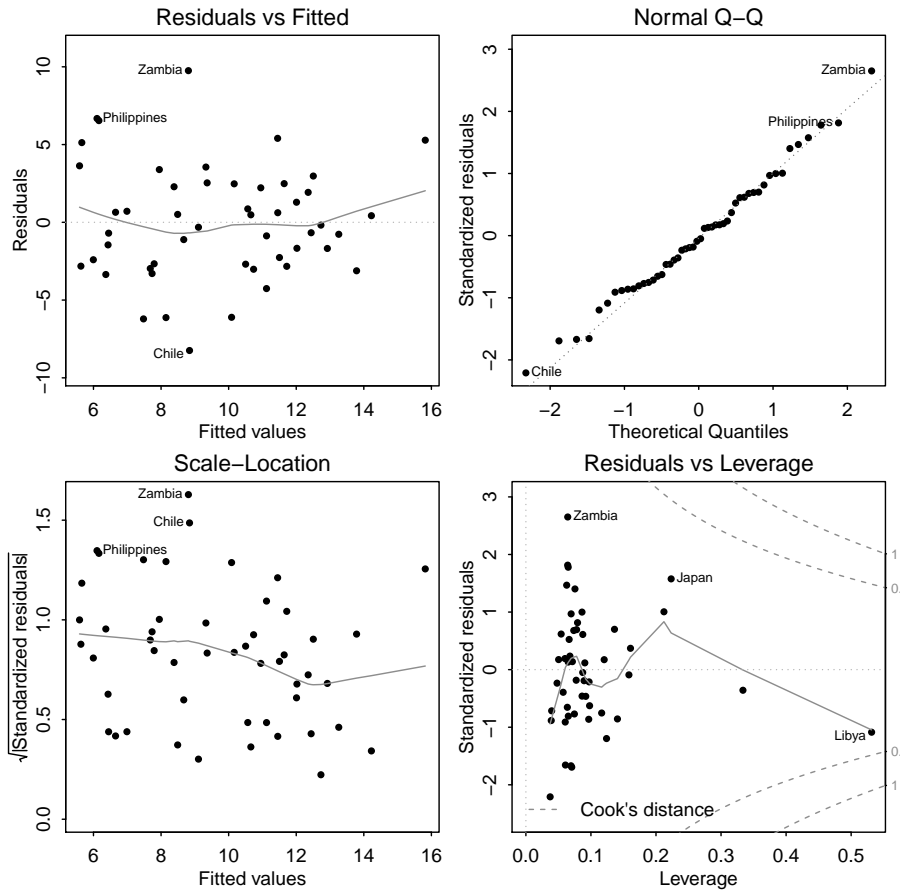 Residuals vs Fitted
Residuals
10
5
0
−5
−10
Zambia
Philippines
Chile
6 8 10 12 14 16
Fitted values
Normal Q−Q
Standardized residuals
3
2
1
0
−1
−2
Zambia
Philippines
Chile
−2 −1 0 1 2
Theoretical Quantiles
Scale−Location
√|Standardized residuals|
1.5
1.0
0.5
0.0
Zambia
Chile
Philippines
6 8 10 12 14 16
Fitted values
Residuals vs Leverage
Standardized residuals
3
2
1
0
−1
−2
Zambia
Japan
Libya
1
0.
0.
1
Cook's distance
0.0 0.1 0.2 0.3 0.4 0.5
Leverage